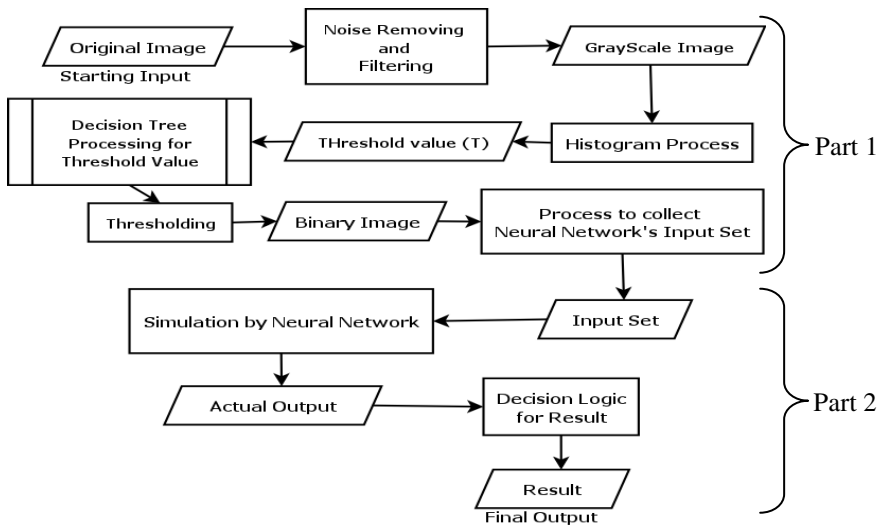 Original Image
Starting Input
Noise Removing
and
Filtering
GrayScale Image
Histogram Process
THreshold value (T)
Decision Tree
Processing for
Threshold Value
Thresholding
Binary Image
Process to collect
Neural Network's Input Set
Part 1
Input Set
Simulation by Neural Network
Actual Output
Decision Logic
for Result
Result
Final Output
Part 2